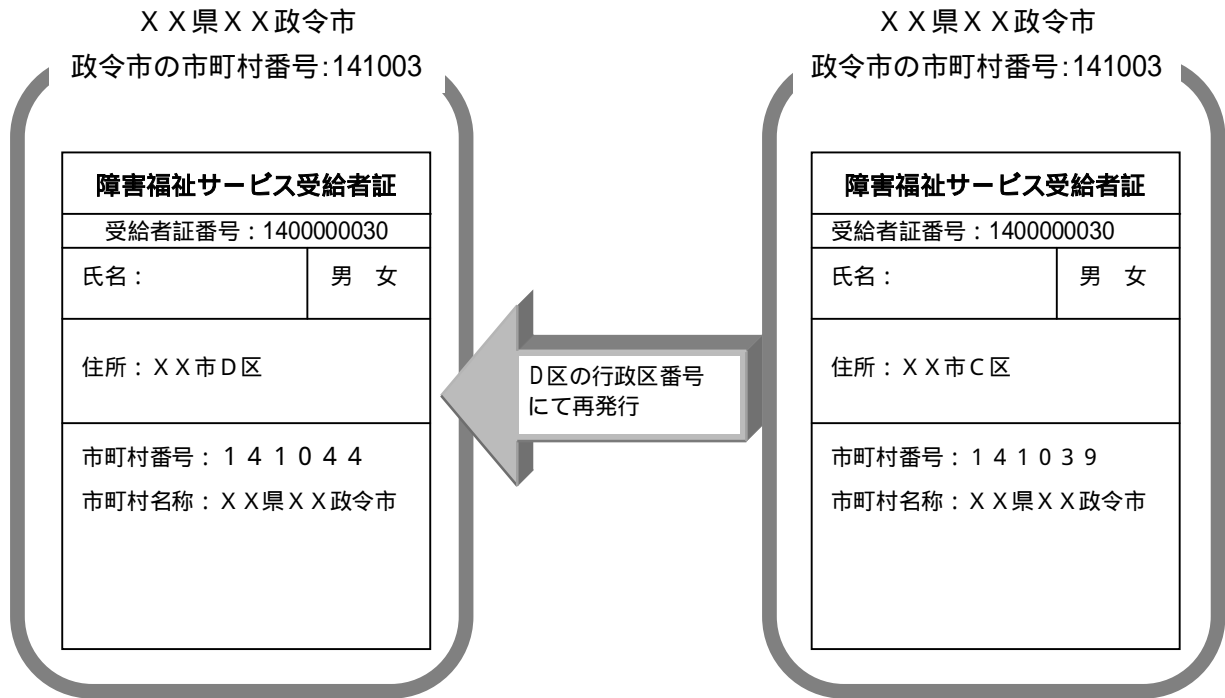 ＸＸ県ＸＸ政令市
政令市の市町村番号:141003
障害福祉サービス受給者証
受給者証番号：1400000030
氏名：
男　女
住所：ＸＸ市Ｄ区
市町村番号：１４１０４４
市町村名称：ＸＸ県ＸＸ政令市
D区の行政区番号
にて再発行
ＸＸ県ＸＸ政令市
政令市の市町村番号:141003
障害福祉サービス受給者証
受給者証番号：1400000030
氏名：
男　女
住所：ＸＸ市Ｃ区
市町村番号：１４１０３９
市町村名称：ＸＸ県ＸＸ政令市